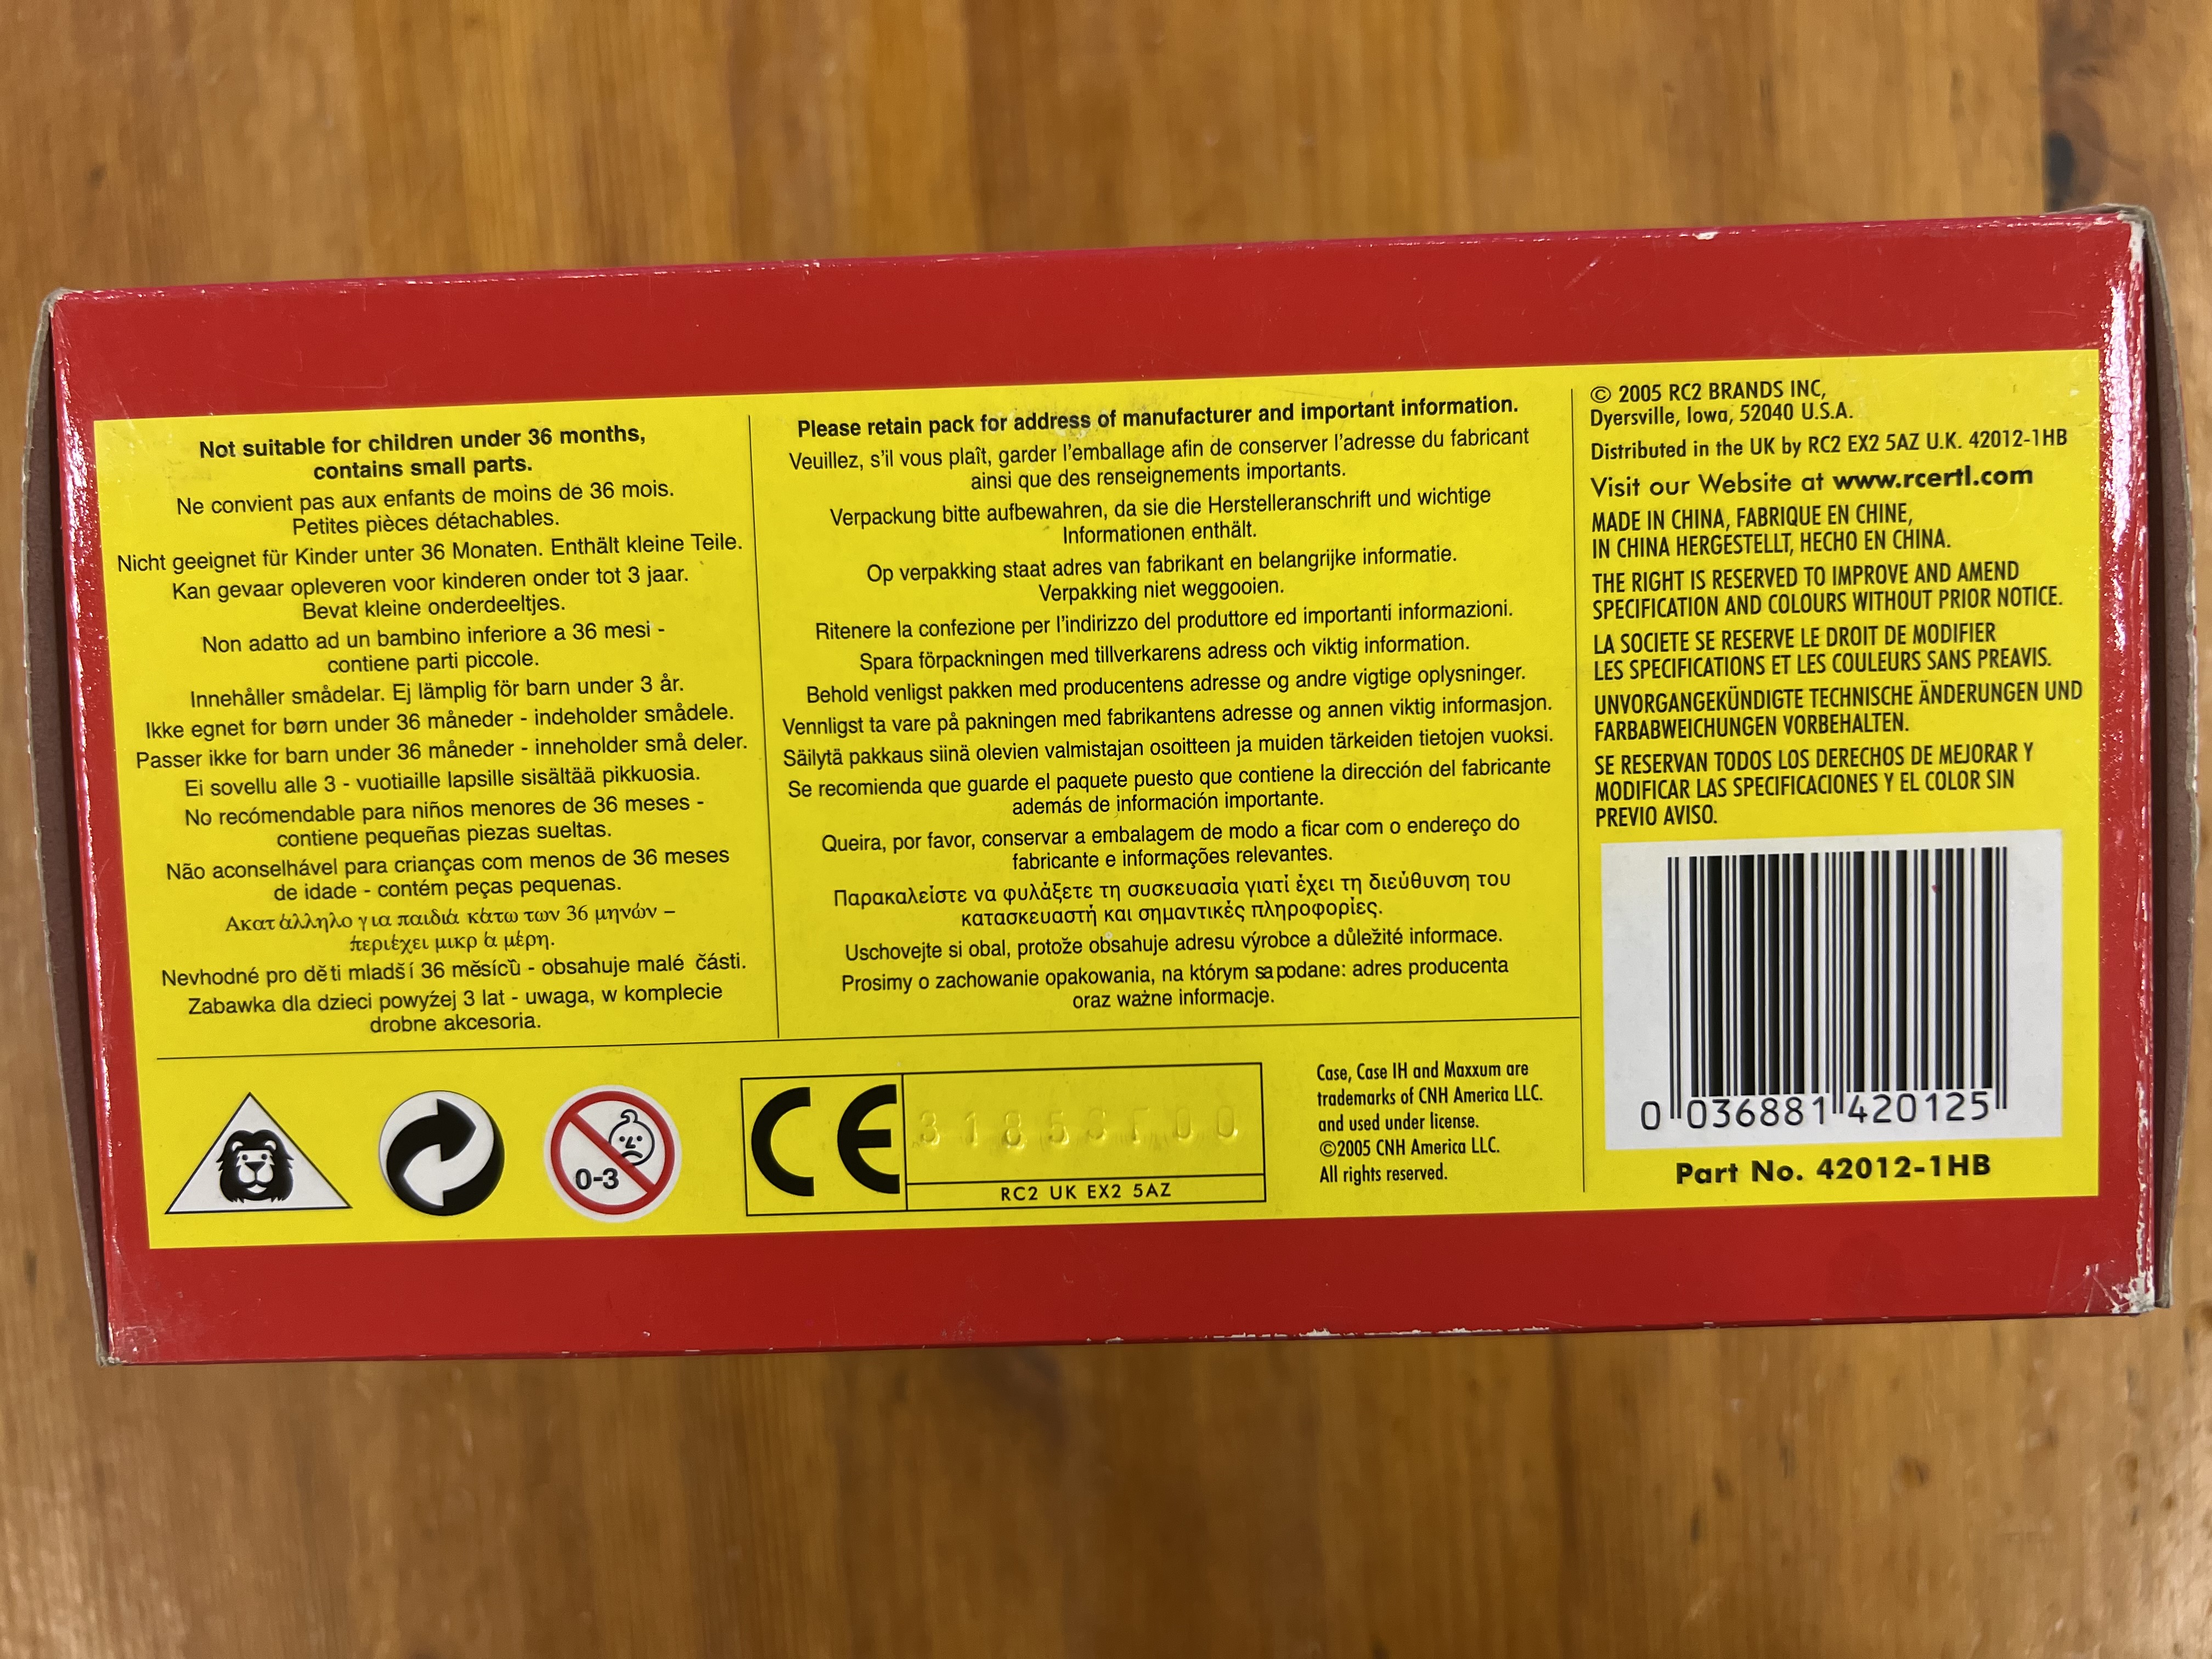 Not suitable for children under 36 months,
contains small parts.
Ne convient pas aux enfants de moins de 36 mois.
Petites pièces détachables.
Nicht geeignet für Kinder unter 36 Monaten. Enthält kleine Teile.
Kan gevaar opleveren voor kinderen onder tot 3 jaar.
Bevat kleine onderdeeltjes.
Non adatto ad un bambino inferiore a 36 mesi -
contiene parti piccole.
Innehåller smådelar. Ej lämplig för barn under 3 år.
Ikke egnet for børn under 36 måneder - indeholder smådele.
Passer ikke for barn under 36 måneder - inneholder små deler.
Ei sovellu alle 3 - vuotiaille lapsille sisältää pikkuosia.
No recómendable para niños menores de 36 meses -
contiene pequeñas piezas sueltas.
Não aconselhável para crianças com menos de 36 meses
de idade - contém peças pequenas.
Ακατάλληλο για παιδιά κάτω των 36 μηνών –
περιέχει μικρά μέρη.
Nevhodné pro děti mladší 36 měsíců - obsahuje malé části.
Zabawka dla dzieci powyźej 3 lat - uwaga, w komplecie
drobne akcesoria.
Please retain pack for address of manufacturer and important information.
Veuillez, s'il vous plaît, garder l'emballage afin de conserver l'adresse du fabricant
ainsi que des renseignements importants.
Verpackung bitte aufbewahren, da sie die Herstelleranschrift und wichtige
Informationen enthält.
Op verpakking staat adres van fabrikant en belangrijke informatie.
Verpakking niet weggooien.
Ritenere la confezione per l'indirizzo del produttore ed importanti informazioni.
Spara förpackningen med tillverkarens adress och viktig information.
Behold venligst pakken med producentens adresse og andre vigtige oplysninger.
Vennligst ta vare på pakningen med fabrikantens adresse og annen viktig informasjon.
Säilytä pakkaus siinä olevien valmistajan osoitteen ja muiden tärkeiden tietojen vuoksi.
Se recomienda que guarde el paquete puesto que contiene la dirección del fabricante
además de información importante.
Queira, por favor, conservar a embalagem de modo a ficar com o endereço do
fabricante e informações relevantes.
Παρακαλείστε να φυλάξετε τη συσκευασία γιατί έχει τη διεύθυνση του
κατασκευαστή και σημαντικές πληροφορίες.
Uschovejte si obal, protože obsahuje adresu výrobce a důležité informace.
Prosimy o zachowanie opakowania, na którym sa podane: adres producenta
oraz ważne informacje.
© 2005 RC2 BRANDS INC,
Dyersville, Iowa, 52040 U.S.A.
Distributed in the UK by RC2 EX2 5AZ U.K. 42012-1HB
Visit our Website at www.rcertl.com
MADE IN CHINA, FABRIQUE EN CHINE,
IN CHINA HERGESTELLT, HECHO EN CHINA.
THE RIGHT IS RESERVED TO IMPROVE AND AMEND
SPECIFICATION AND COLOURS WITHOUT PRIOR NOTICE.
LA SOCIETE SE RESERVE LE DROIT DE MODIFIER
LES SPECIFICATIONS ET LES COULEURS SANS PREAVIS.
UNVORGANGEKÜNDIGTE TECHNISCHE ÄNDERUNGEN UND
FARBABWEICHUNGEN VORBEHALTEN.
SE RESERVAN TODOS LOS DERECHOS DE MEJORAR Y
MODIFICAR LAS SPECIFICACIONES Y EL COLOR SIN
PREVIO AVISO.
0 036881 420125
Part No. 42012-1HB
0-3
CE
RC2 UK EX2 5AZ
Case, Case IH and Maxxum are
trademarks of CNH America LLC.
and used under license.
©2005 CNH America LLC.
All rights reserved.